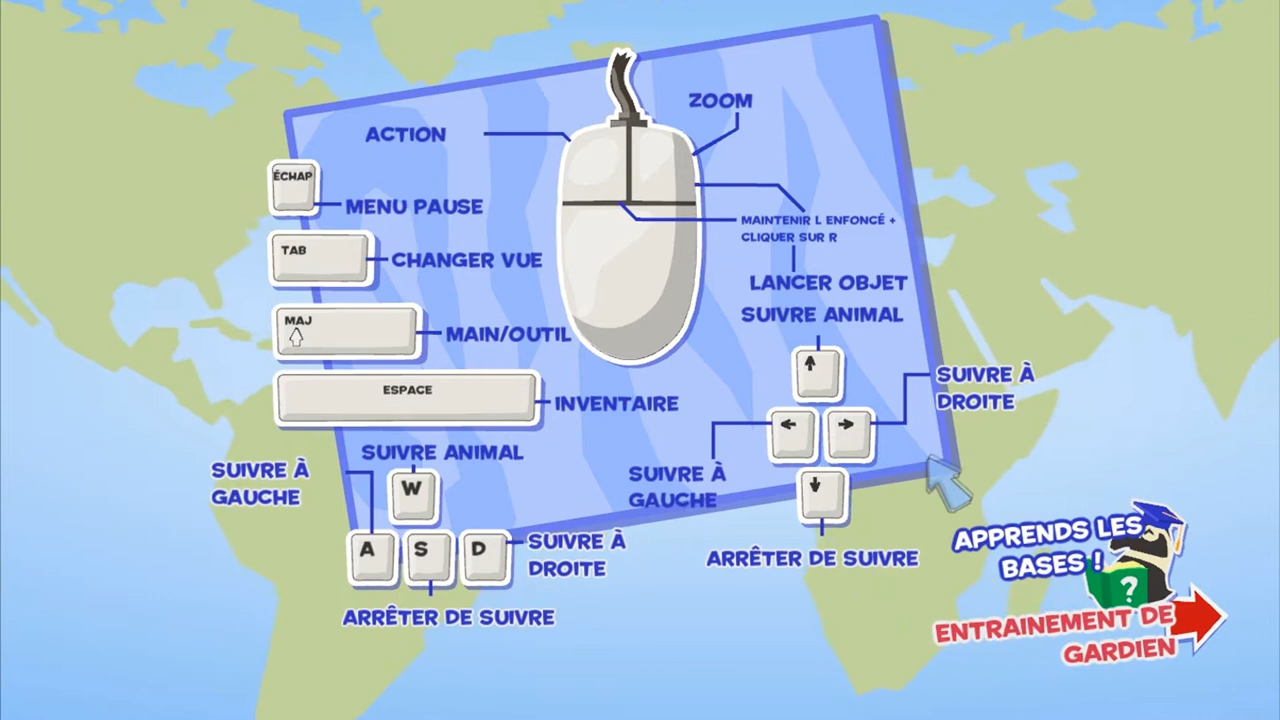 ZOOM
ACTION
ÉCHAP
MENU PAUSE
MAINTENIR L ENFONCÉ +
CLIQUER SUR R
TAB
CHANGER VUE
LANCER OBJET
SUIVRE ANIMAL
MAJ
MAIN/OUTIL
SUIVRE À
DROITE
ESPACE
INVENTAIRE
SUIVRE ANIMAL
SUIVRE À
GAUCHE
SUIVRE À
GAUCHE
W
A
S
D
SUIVRE À
DROITE
ARRÊTER DE SUIVRE
ARRÊTER DE SUIVRE
APPRENDS LES
BASES !
?
ENTRAINEMENT DE
GARDIEN